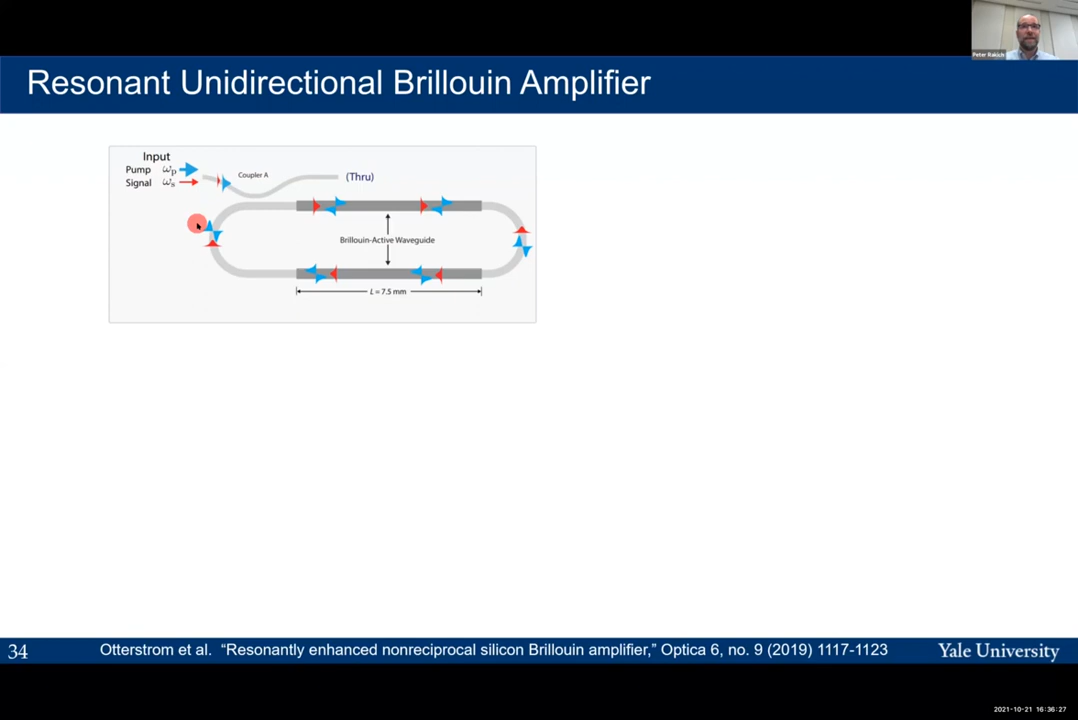 Peter Rakich
Resonant Unidirectional Brillouin Amplifier
Input
Pump ωp
Signal ωs
Coupler A
(Thru)
Brillouin-Active Waveguide
L = 7.5 mm
34
Otterstrom et al. “Resonantly enhanced nonreciprocal silicon Brillouin amplifier,” Optica 6, no. 9 (2019) 1117-1123
Yale University
2021-10-21 16:36:27